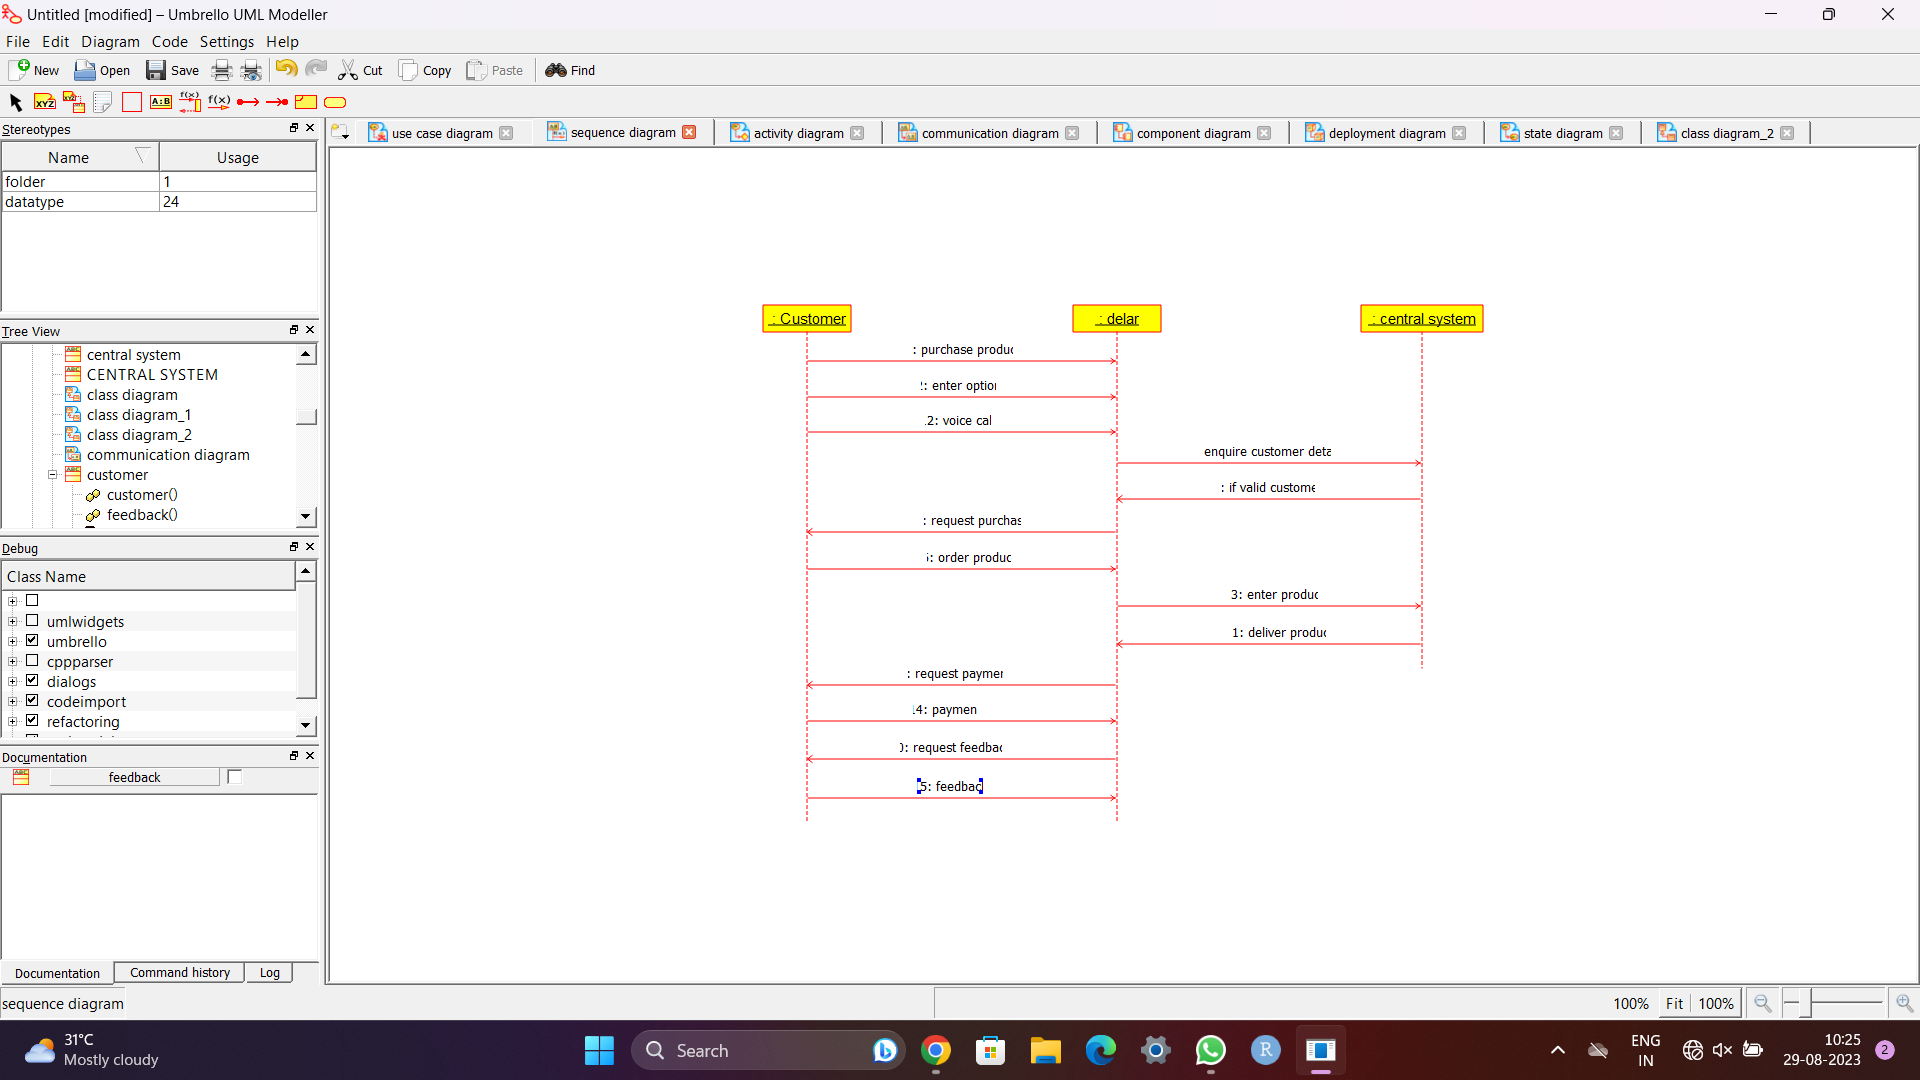 Untitled [modified] – Umbrello UML Modeller
File Edit Diagram Code Settings Help
New Open Save Cut Copy Paste Find
XYZ A:B f(x) f(x)
Stereotypes
Name Usage
folder 1
datatype 24
Tree View
central system
CENTRAL SYSTEM
class diagram
class diagram_1
class diagram_2
communication diagram
customer
customer()
feedback()
Debug
Class Name
umlwidgets
umbrello
cppparser
dialogs
codeimport
refactoring
Documentation
feedback
Documentation Command history Log
use case diagram sequence diagram activity diagram communication diagram component diagram deployment diagram state diagram class diagram_2
: Customer : delar : central system
: purchase produc
: enter option
2: voice cal
enquire customer deta
: if valid custome
: request purchas
: order produc
3: enter produc
1: deliver produc
: request paymen
14: paymen
): request feedbac
5: feedbac
sequence diagram 100% Fit 100%
31°C
Mostly cloudy
Search
R
ENG
IN
10:25
29-08-2023
2